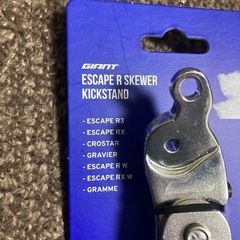 GIANT
ESCAPE R SKEWER
KICKSTAND
- ESCAPE R3
- ESCAPE RX
- CROSTAR
- GRAVIER
- ESCAPE R W
- ESCAPE RX W
- GRAMME